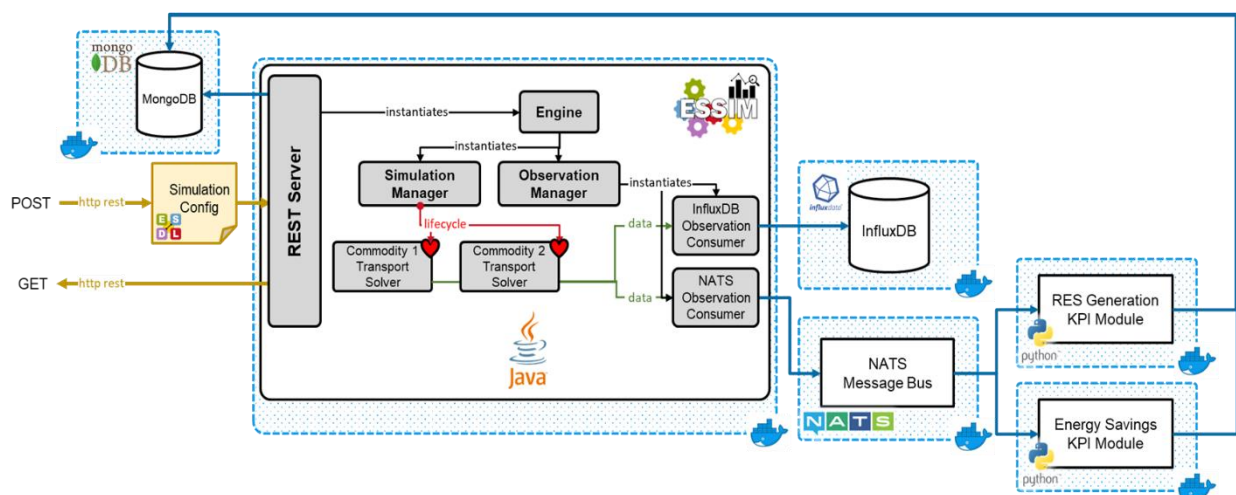 mongo
DB
MongoDB
POST
http rest
Simulation
Config
E S
D L
GET
http rest
REST Server
instantiates
Engine
ESSIM
instantiates
Simulation
Manager
Observation
Manager
instantiates
lifecycle
Commodity 1
Transport
Solver
Commodity 2
Transport
Solver
data
data
InfluxDB
Observation
Consumer
NATS
Observation
Consumer
Java
influxdata
InfluxDB
NATS
Message Bus
NATS
RES Generation
KPI Module
python
Energy Savings
KPI Module
python